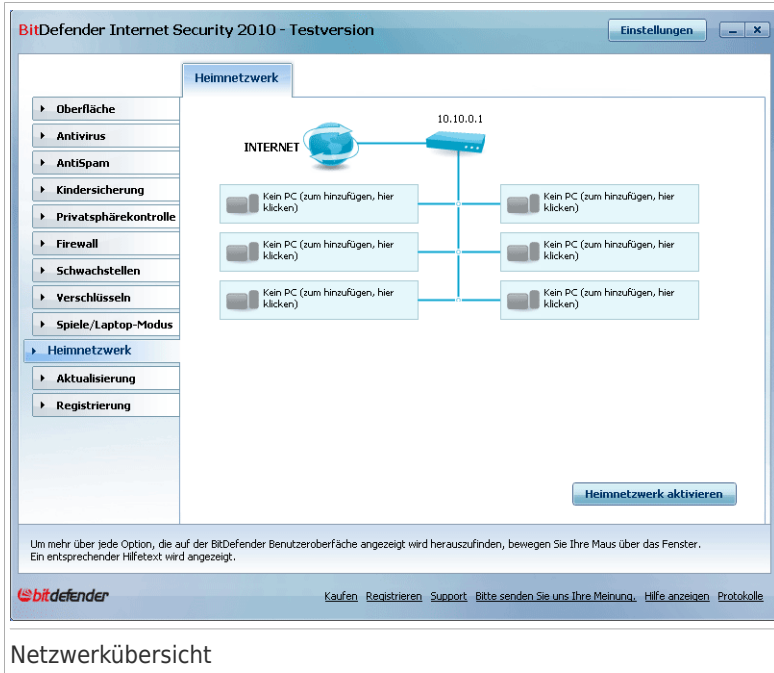 BitDefender Internet Security 2010 - Testversion
Einstellungen
Heimnetzwerk
Oberfläche
Antivirus
AntiSpam
Kindersicherung
Privatsphärekontrolle
Firewall
Schwachstellen
Verschlüsseln
Spiele/Laptop-Modus
Heimnetzwerk
Aktualisierung
Registrierung
10.10.0.1
INTERNET
Kein PC (zum hinzufügen, hier
klicken)
Kein PC (zum hinzufügen, hier
klicken)
Kein PC (zum hinzufügen, hier
klicken)
Kein PC (zum hinzufügen, hier
klicken)
Kein PC (zum hinzufügen, hier
klicken)
Kein PC (zum hinzufügen, hier
klicken)
Heimnetzwerk aktivieren
Um mehr über jede Option, die auf der BitDefender Benutzeroberfäche angezeigt wird herauszufinden, bewegen Sie Ihre Maus über das Fenster.
Ein entsprechender Hilfetext wird angezeigt.
bitdefender
Kaufen Registrieren Support Bitte senden Sie uns Ihre Meinung. Hilfe anzeigen Protokolle
Netzwerkübersicht